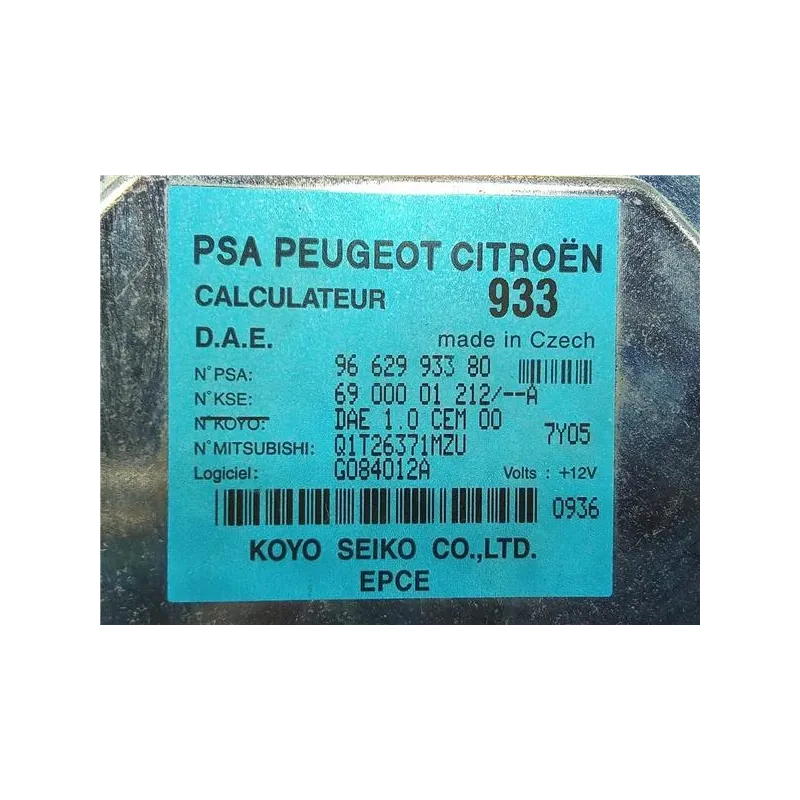 PSA PEUGEOT CITROËN
CALCULATEUR 933
D.A.E. made in Czech
N°PSA: 96 629 933 80
N°KSE: 69 000 01 212/--A
N°KOYO: DAE 1.0 CEM 00
N°MITSUBISHI: Q1T26371MZU 7Y05
Logiciel: G084012A Volts : +12V
0936
KOYO SEIKO CO.,LTD.
EPCE